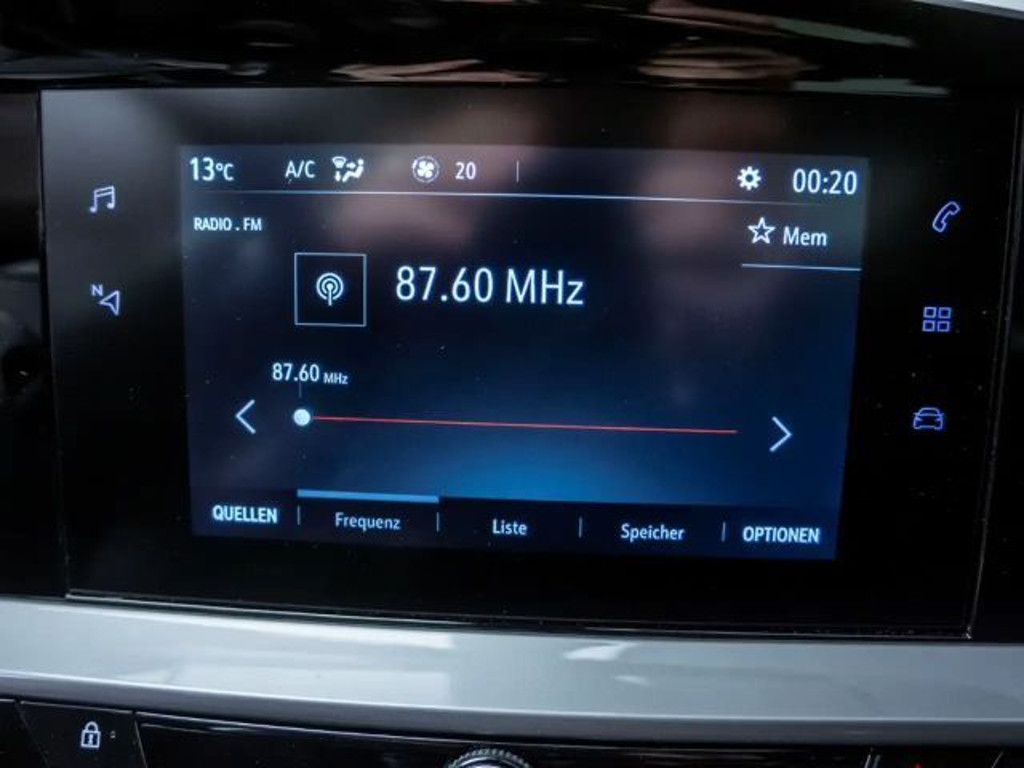 13°C A/C 20 00:20
RADIO . FM
Mem
87.60 MHz
N
87.60 MHz
QUELLEN Frequenz Liste Speicher OPTIONEN